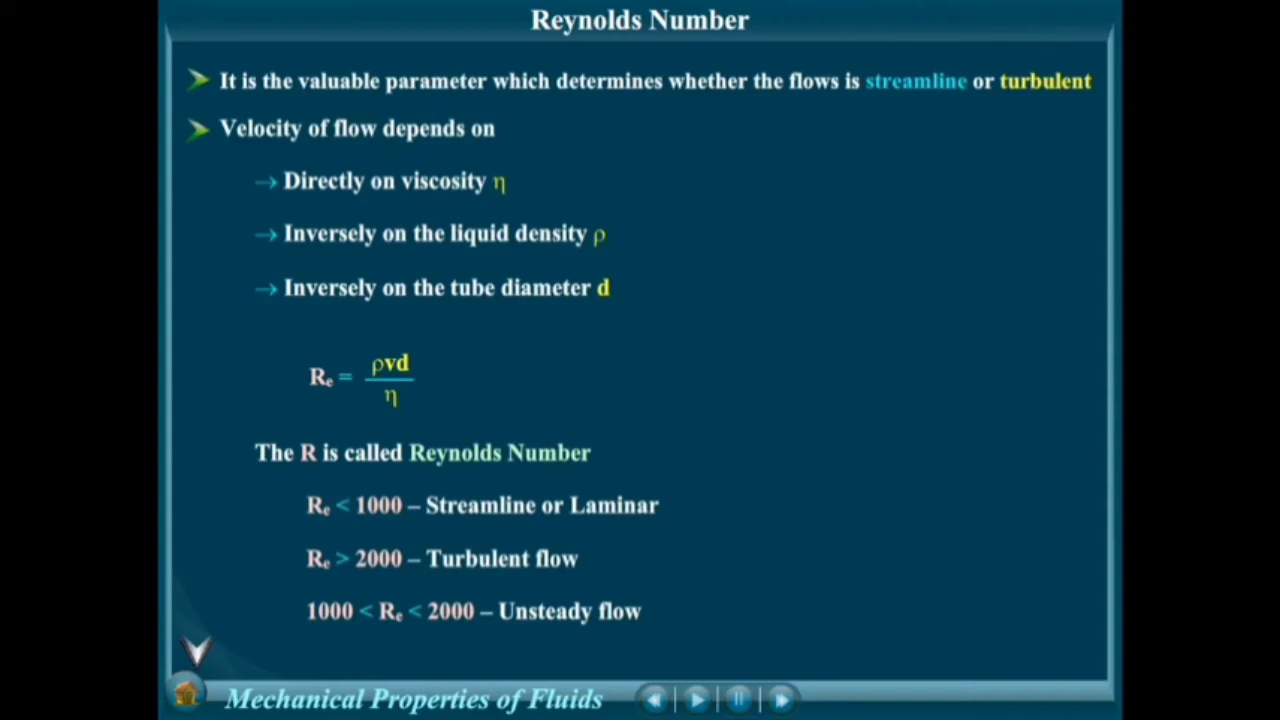 Reynolds Number
It is the valuable parameter which determines whether the flows is streamline or turbulent
Velocity of flow depends on
→ Directly on viscosity η
→ Inversely on the liquid density ρ
→ Inversely on the tube diameter d
Rₑ = ρvd / η
The R is called Reynolds Number
Rₑ < 1000 – Streamline or Laminar
Rₑ > 2000 – Turbulent flow
1000 < Rₑ < 2000 – Unsteady flow
Mechanical Properties of Fluids